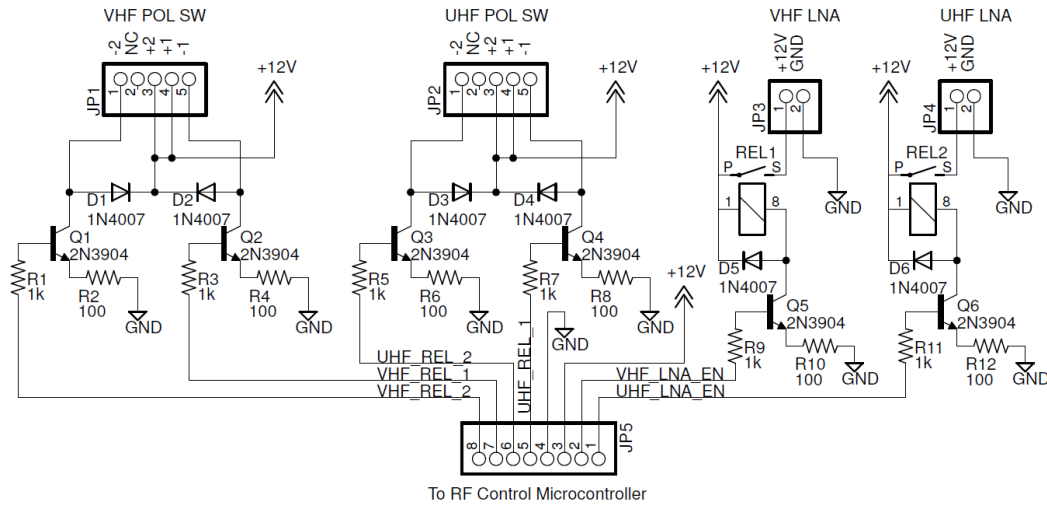 VHF POL SW
UHF POL SW
VHF LNA
UHF LNA
-2
NC
+2
+1
-1
-2
NC
+2
+1
-1
+12V
GND
+12V
GND
+12V
+12V
+12V
+12V
JP1
1
2
3
4
5
JP2
1
2
3
4
5
JP3
1
2
JP4
1
2
REL1
REL2
P
S
P
S
D1
1N4007
D2
1N4007
D3
1N4007
D4
1N4007
1
8
1
8
GND
GND
Q1
2N3904
Q2
2N3904
Q3
2N3904
Q4
2N3904
D5
1N4007
D6
1N4007
+12V
R1
1k
R2
100
R3
1k
R4
100
R5
1k
R6
100
R7
1k
R8
100
Q5
2N3904
Q6
2N3904
GND
GND
GND
GND
GND
R9
1k
R10
100
GND
R11
1k
R12
100
GND
UHF_REL_2
VHF_REL_1
VHF_REL_2
UHF_REL_1
VHF_LNA_EN
UHF_LNA_EN
8
7
6
5
4
3
2
1
JP5
To RF Control Microcontroller